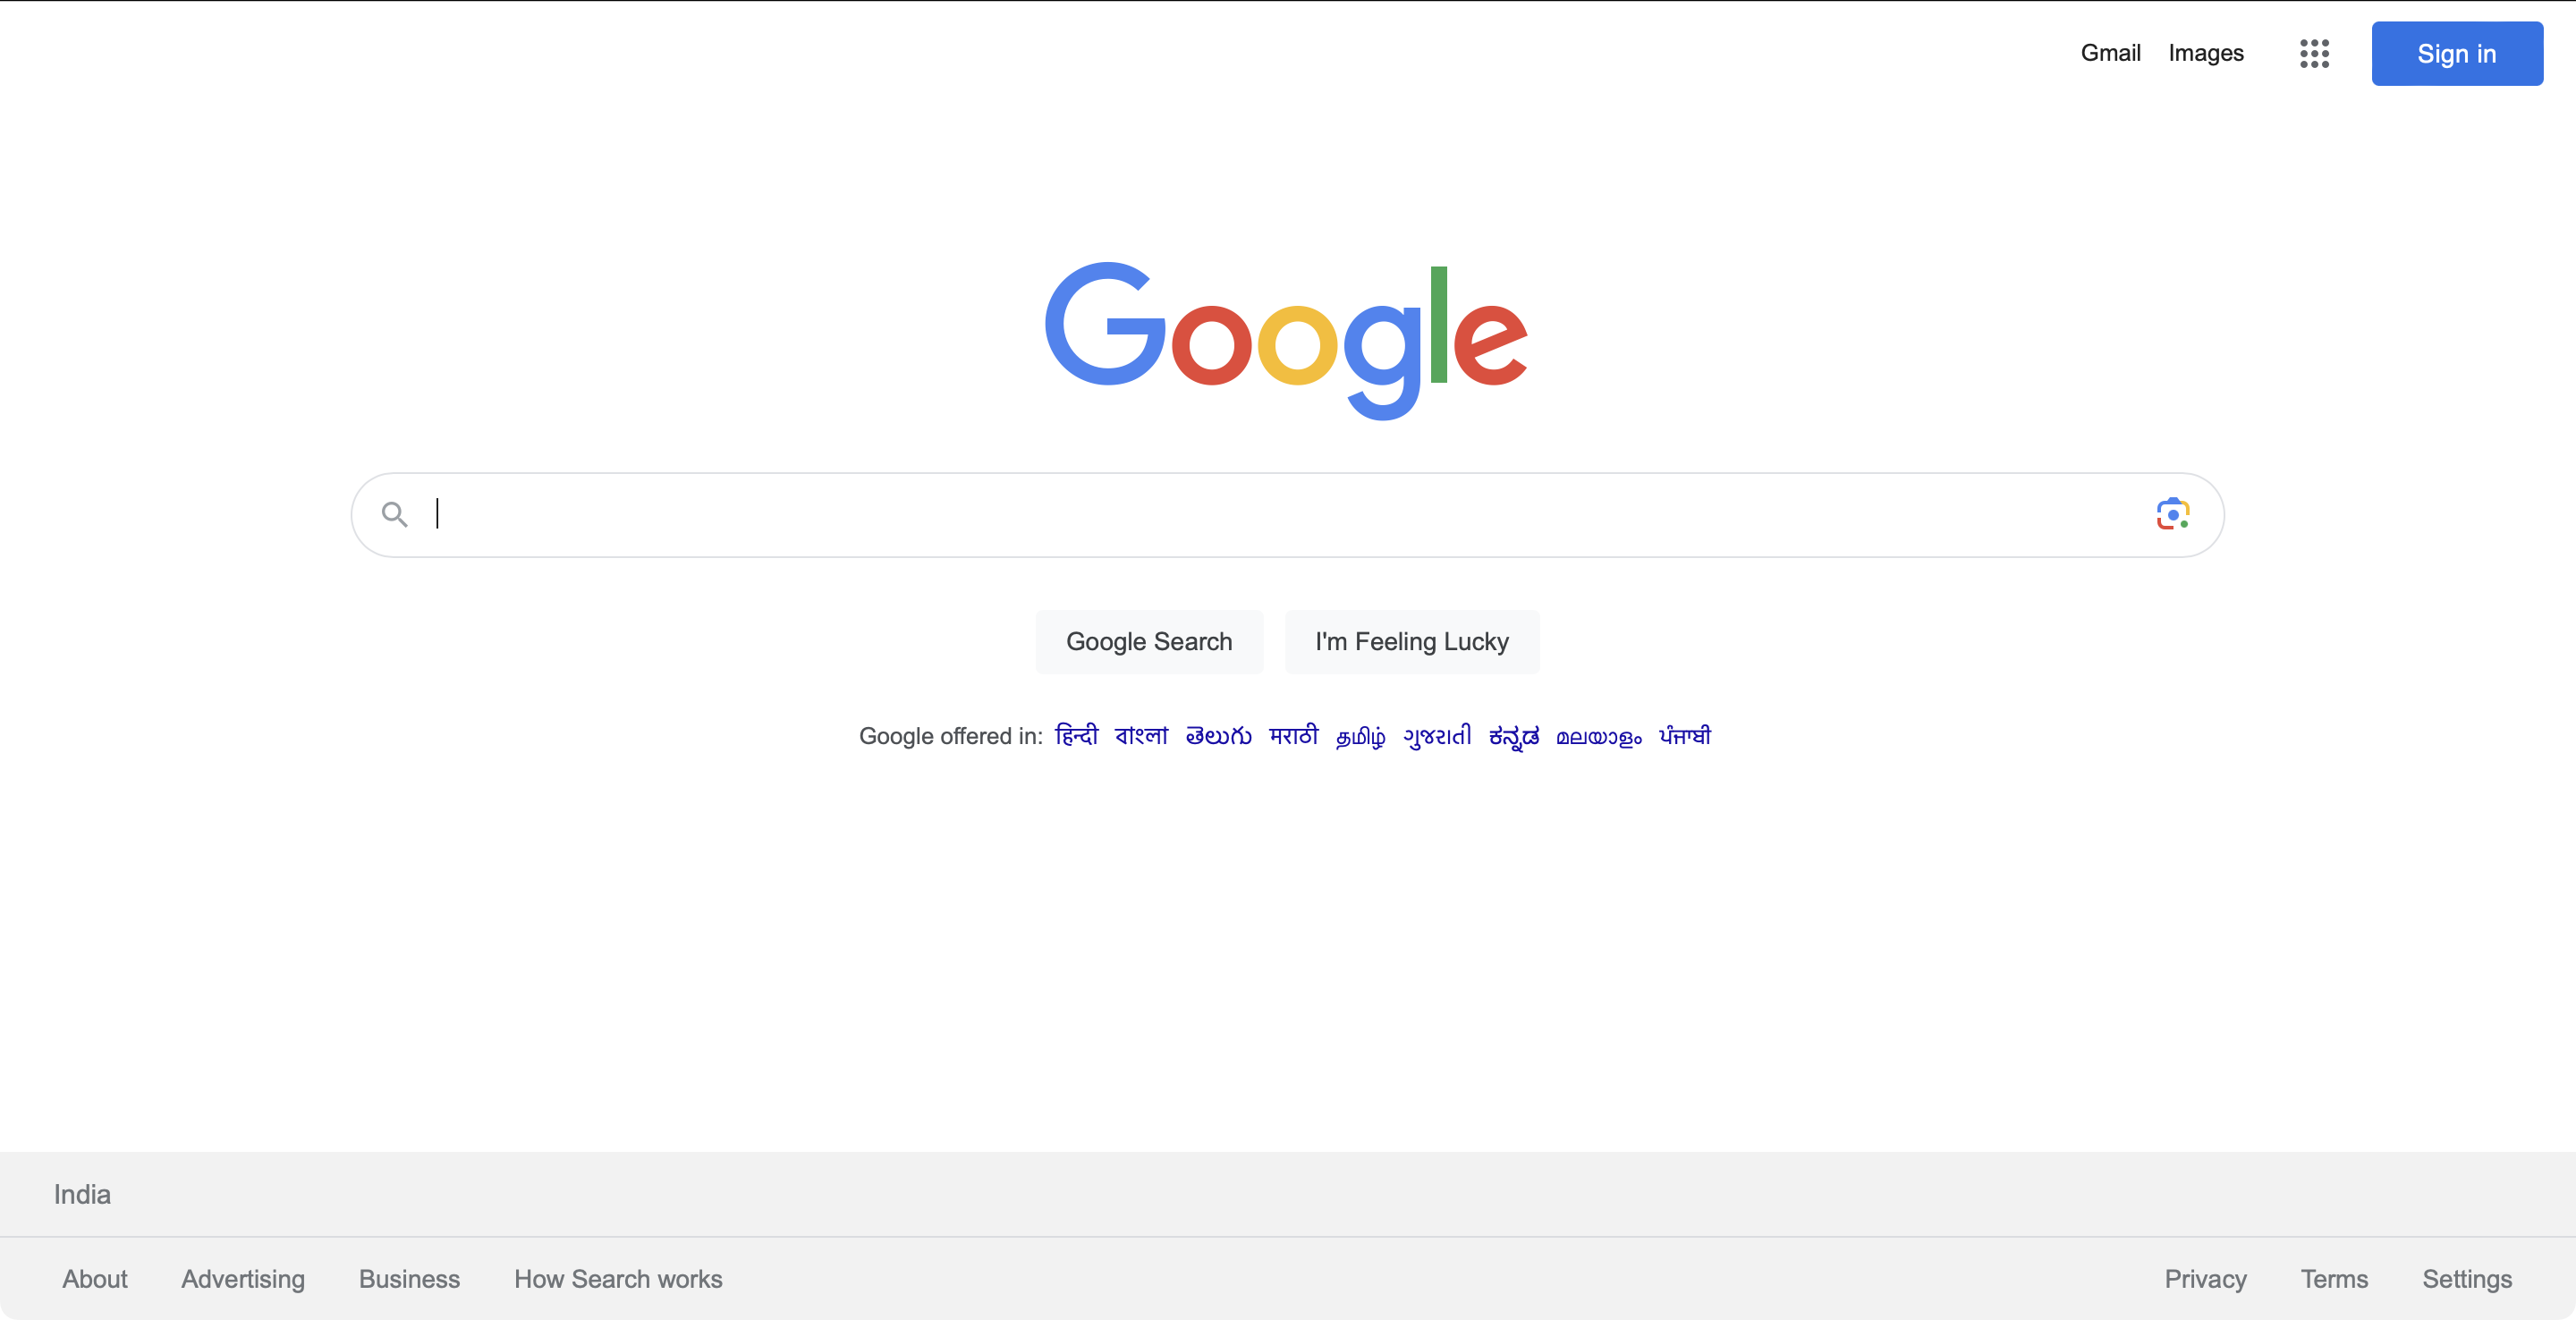 Gmail Images Sign in
Google
Google Search I'm Feeling Lucky
Google offered in: हिन्दी বাংলা తెలుగు मराठी தமிழ் ગુજરાતી ಕನ್ನಡ മലയാളം ਪੰਜਾਬੀ
India
About Advertising Business How Search works Privacy Terms Settings